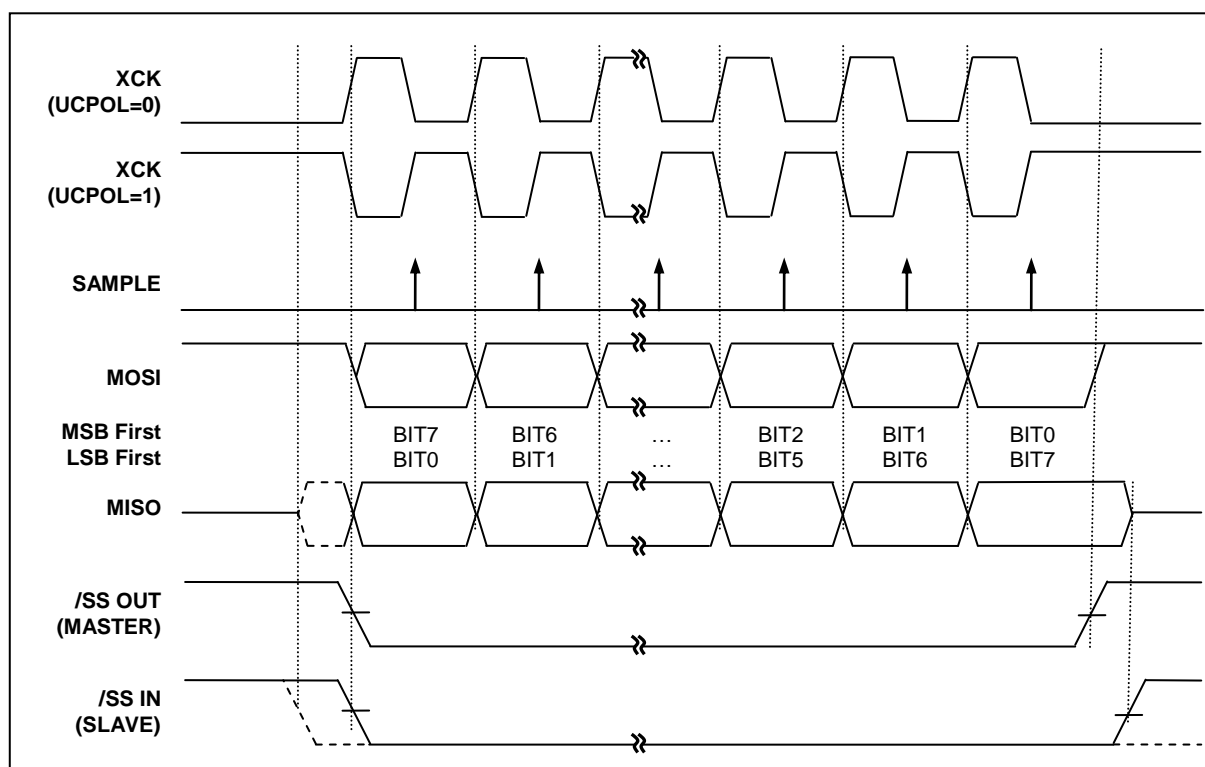 XCK
(UCPOL=0)
XCK
(UCPOL=1)
SAMPLE
MOSI
MSB First BIT7 BIT6 … BIT2 BIT1 BIT0
LSB First BIT0 BIT1 … BIT5 BIT6 BIT7
MISO
/SS OUT
(MASTER)
/SS IN
(SLAVE)